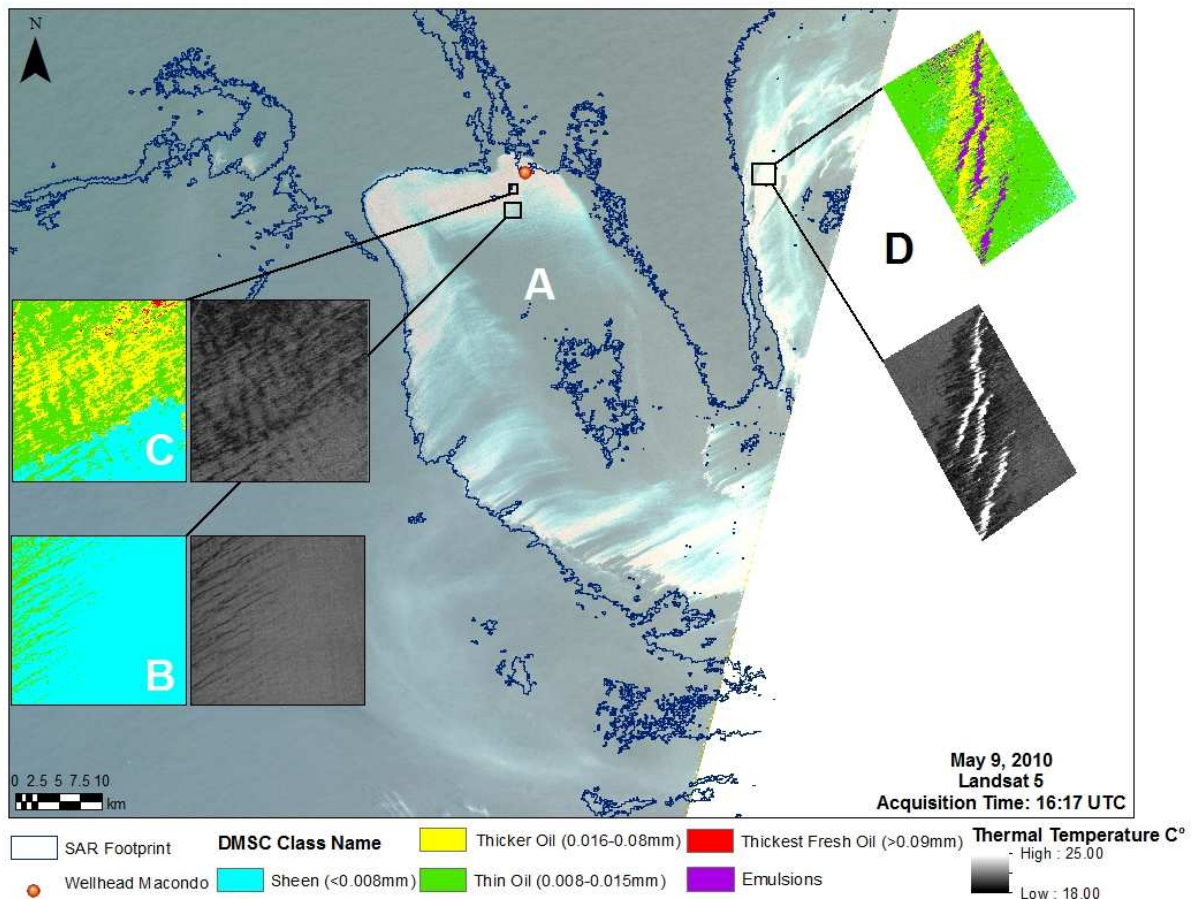 N
A
D
C
B
0 2.5 5 7.5 10
km
May 9, 2010
Landsat 5
Acquisition Time: 16:17 UTC
SAR Footprint
Wellhead Macondo
DMSC Class Name
Sheen (<0.008mm)
Thicker Oil (0.016-0.08mm)
Thin Oil (0.008-0.015mm)
Thickest Fresh Oil (>0.09mm)
Emulsions
Thermal Temperature Cº
High : 25.00
Low : 18.00